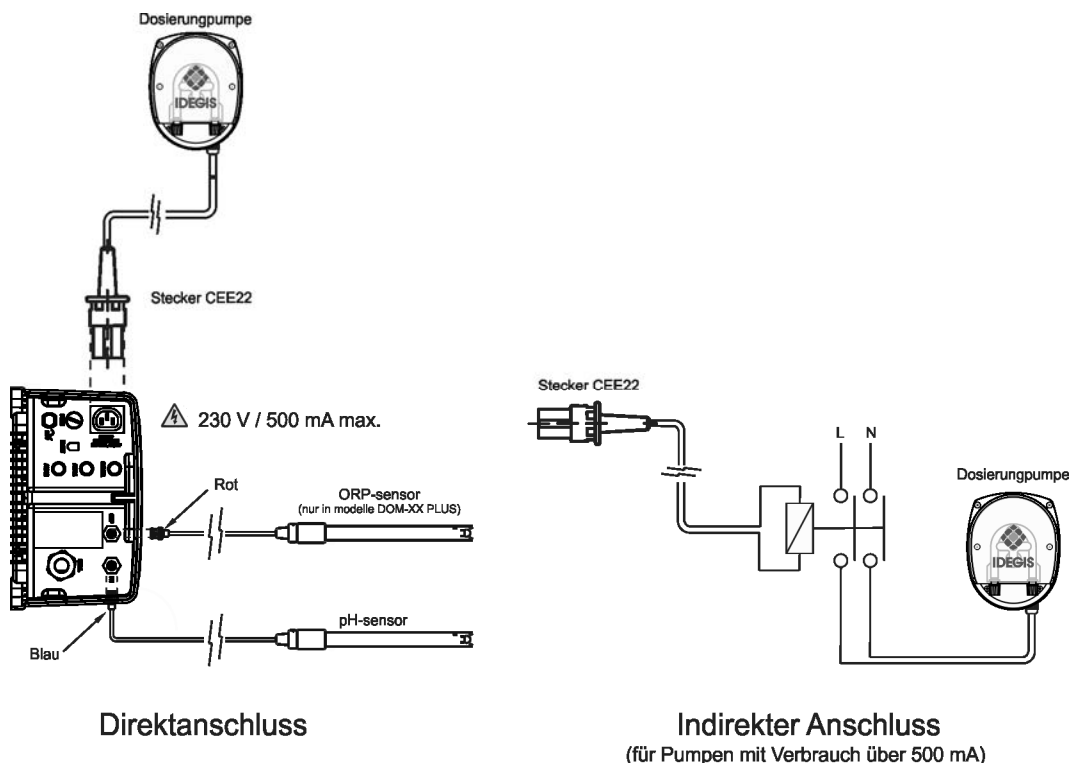 Dosierungpumpe
IDEGIS
Stecker CEE22
230 V / 500 mA max.
Rot
ORP-sensor
(nur in modelle DOM-XX PLUS)
pH-sensor
Blau
Direktanschluss
Stecker CEE22
L N
Dosierungpumpe
IDEGIS
Indirekter Anschluss
(für Pumpen mit Verbrauch über 500 mA)